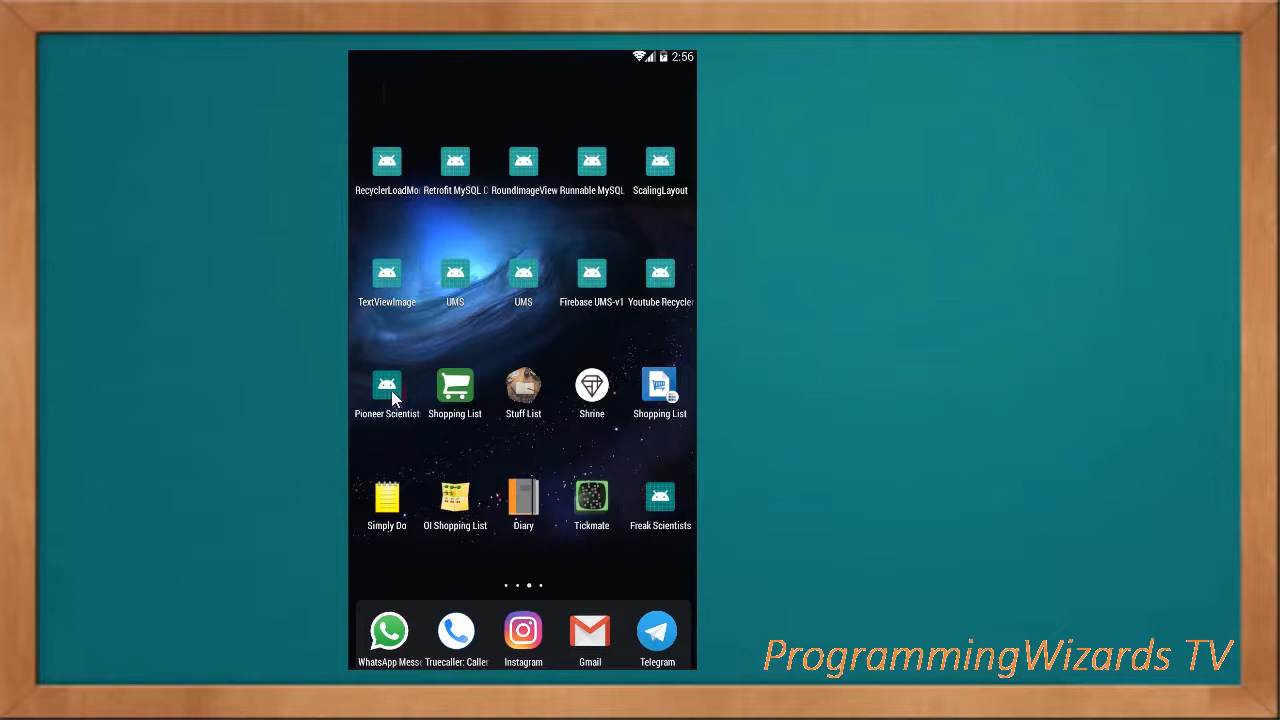 2:56
RecyclerLoadMo
Retrofit MySQL C
RoundImageView
Runnable MySQL
ScalingLayout
TextViewImage
UMS
UMS
Firebase UMS-v1
Youtube Recycle
Pioneer Scientist
Shopping List
Stuff List
Shrine
Shopping List
Simply Do
OI Shopping List
Diary
Tickmate
Freak Scientists
WhatsApp Mess
Truecaller: Caller
Instagram
Gmail
Telegram
ProgrammingWizards TV